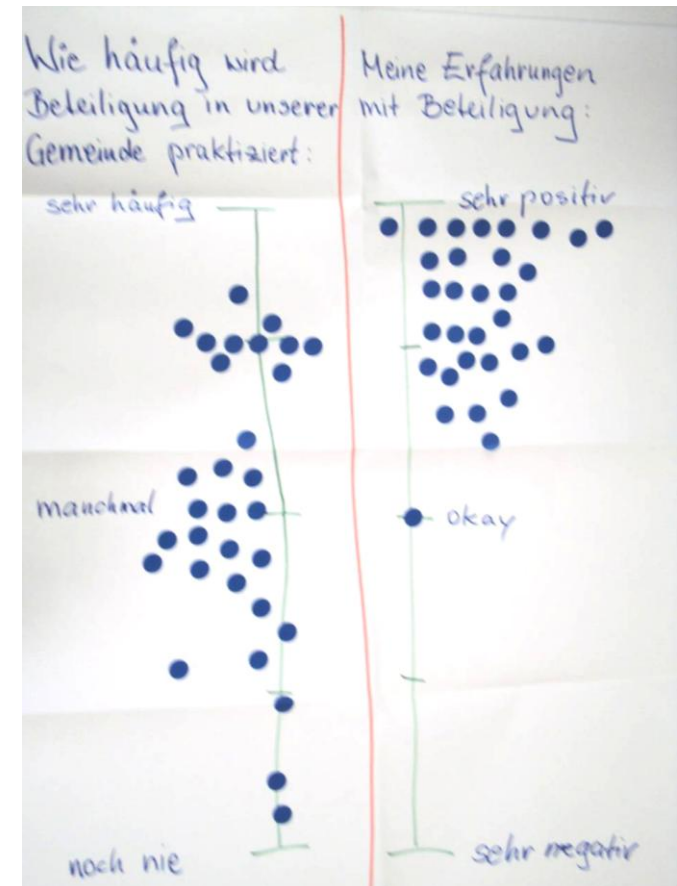 Wie häufig wird
Beteiligung in unserer
Gemeinde praktiziert:
sehr häufig
manchmal
noch nie
Meine Erfahrungen
mit Beteiligung:
sehr positiv
okay
sehr negativ